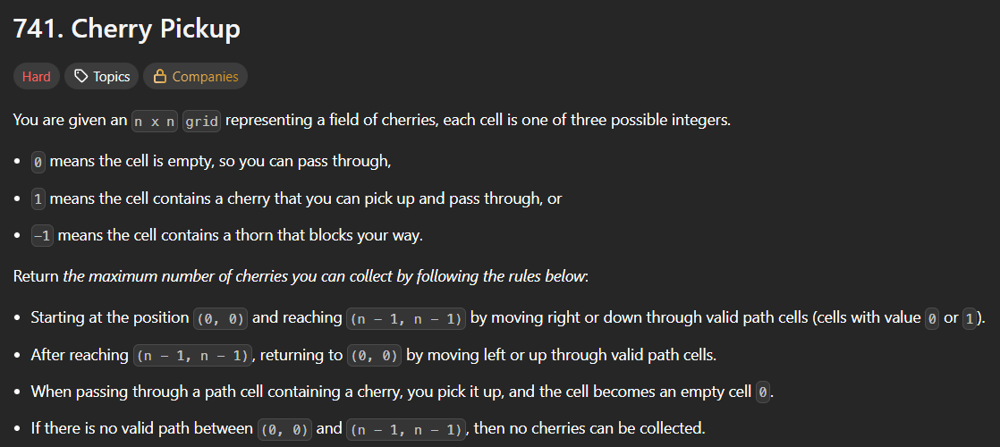 741. Cherry Pickup
Hard Topics Companies
You are given an n x n grid representing a field of cherries, each cell is one of three possible integers.
• 0 means the cell is empty, so you can pass through,
• 1 means the cell contains a cherry that you can pick up and pass through, or
• -1 means the cell contains a thorn that blocks your way.
Return the maximum number of cherries you can collect by following the rules below:
• Starting at the position (0, 0) and reaching (n - 1, n - 1) by moving right or down through valid path cells (cells with value 0 or 1).
• After reaching (n - 1, n - 1), returning to (0, 0) by moving left or up through valid path cells.
• When passing through a path cell containing a cherry, you pick it up, and the cell becomes an empty cell 0.
• If there is no valid path between (0, 0) and (n - 1, n - 1), then no cherries can be collected.